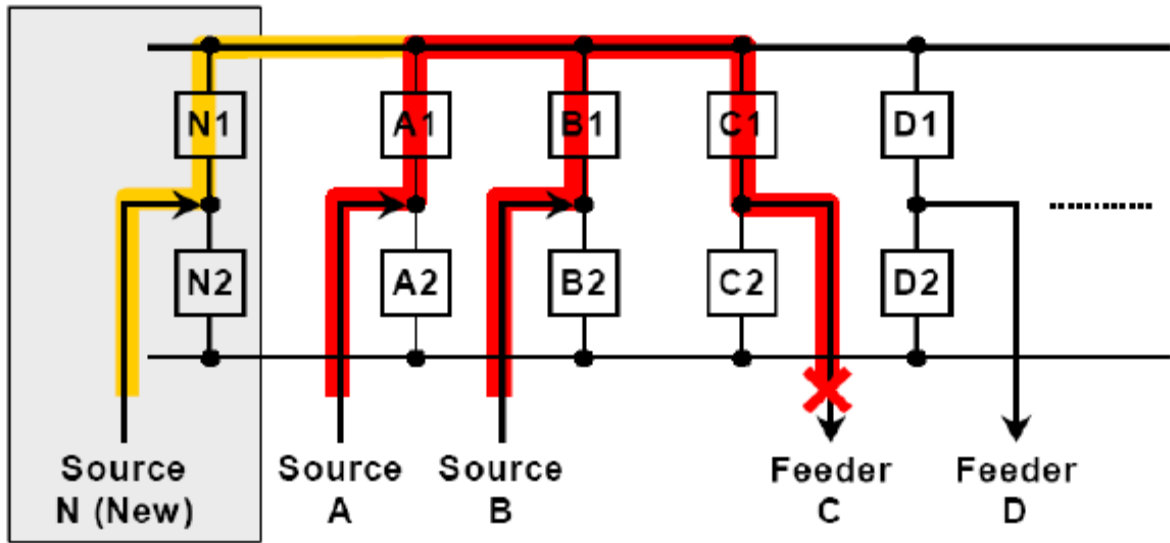 N1 A1 B1 C1 D1
N2 A2 B2 C2 D2
Source Source Source Feeder Feeder
N (New) A B C D